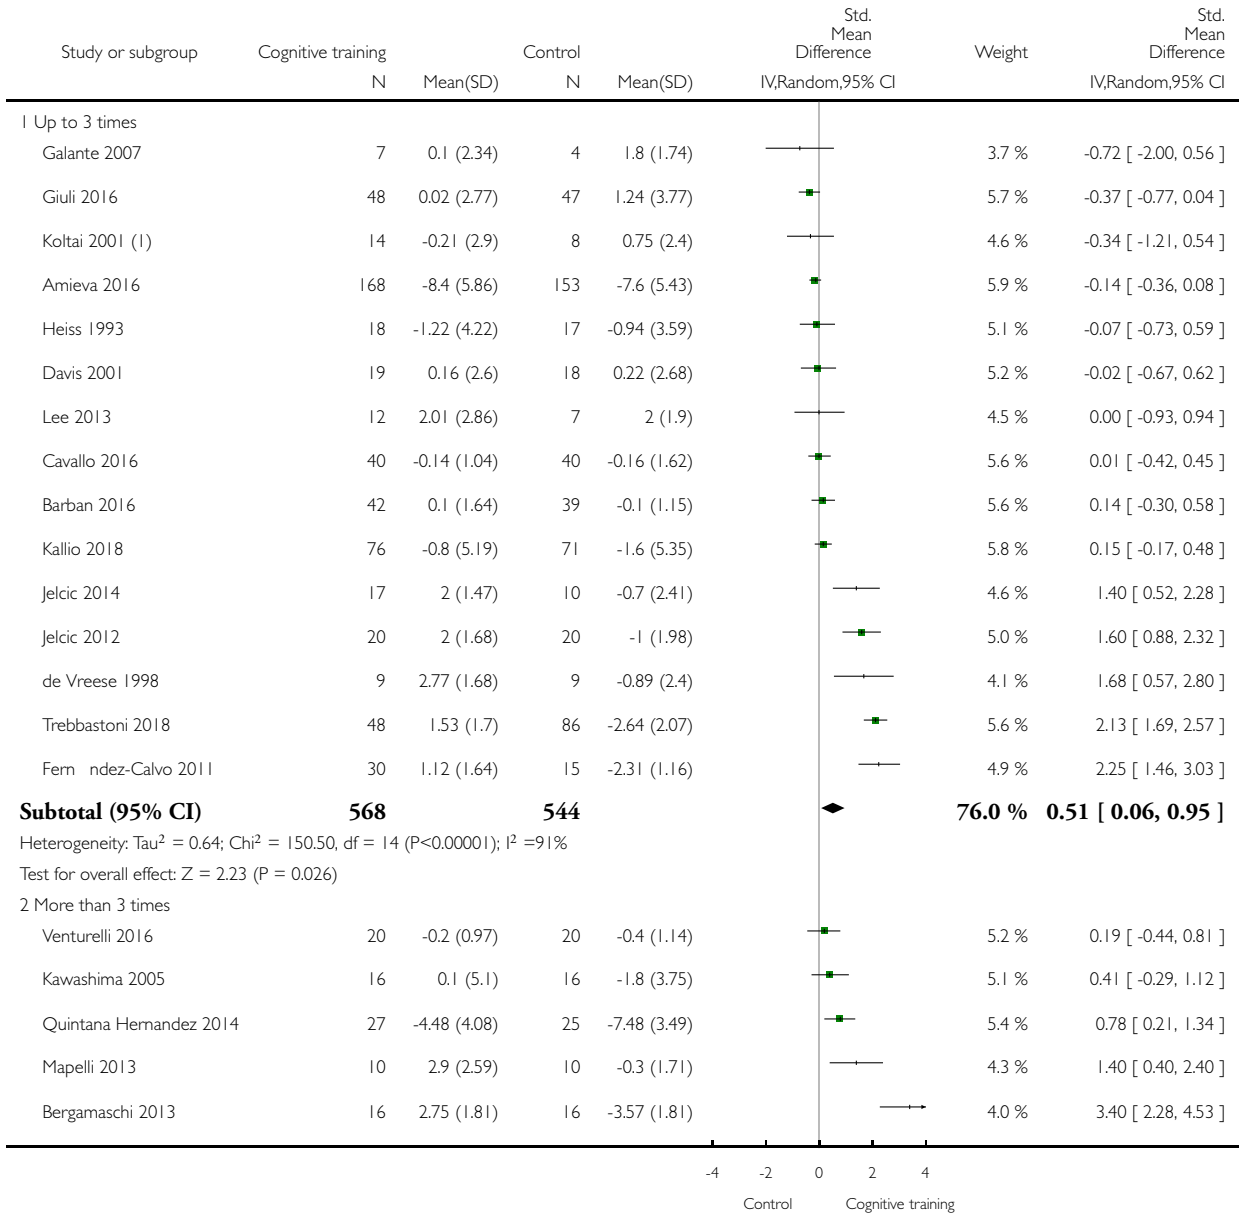 Std. Std.
Mean Mean
Study or subgroup Cognitive training Control Difference Weight Difference
N Mean(SD) N Mean(SD) IV,Random,95% CI IV,Random,95% CI
1 Up to 3 times
Galante 2007 7 0.1 (2.34) 4 1.8 (1.74) 3.7 % -0.72 [ -2.00, 0.56 ]
Giuli 2016 48 0.02 (2.77) 47 1.24 (3.77) 5.7 % -0.37 [ -0.77, 0.04 ]
Koltai 2001 (1) 14 -0.21 (2.9) 8 0.75 (2.4) 4.6 % -0.34 [ -1.21, 0.54 ]
Amieva 2016 168 -8.4 (5.86) 153 -7.6 (5.43) 5.9 % -0.14 [ -0.36, 0.08 ]
Heiss 1993 18 -1.22 (4.22) 17 -0.94 (3.59) 5.1 % -0.07 [ -0.73, 0.59 ]
Davis 2001 19 0.16 (2.6) 18 0.22 (2.68) 5.2 % -0.02 [ -0.67, 0.62 ]
Lee 2013 12 2.01 (2.86) 7 2 (1.9) 4.5 % 0.00 [ -0.93, 0.94 ]
Cavallo 2016 40 -0.14 (1.04) 40 -0.16 (1.62) 5.6 % 0.01 [ -0.42, 0.45 ]
Barban 2016 42 0.1 (1.64) 39 -0.1 (1.15) 5.6 % 0.14 [ -0.30, 0.58 ]
Kallio 2018 76 -0.8 (5.19) 71 -1.6 (5.35) 5.8 % 0.15 [ -0.17, 0.48 ]
Jelcic 2014 17 2 (1.47) 10 -0.7 (2.41) 4.6 % 1.40 [ 0.52, 2.28 ]
Jelcic 2012 20 2 (1.68) 20 -1 (1.98) 5.0 % 1.60 [ 0.88, 2.32 ]
de Vreese 1998 9 2.77 (1.68) 9 -0.89 (2.4) 4.1 % 1.68 [ 0.57, 2.80 ]
Trebbastoni 2018 48 1.53 (1.7) 86 -2.64 (2.07) 5.6 % 2.13 [ 1.69, 2.57 ]
Fern ndez-Calvo 2011 30 1.12 (1.64) 15 -2.31 (1.16) 4.9 % 2.25 [ 1.46, 3.03 ]
Subtotal (95% CI) 568 544 76.0 % 0.51 [ 0.06, 0.95 ]
Heterogeneity: Tau² = 0.64; Chi² = 150.50, df = 14 (P<0.00001); I² =91%
Test for overall effect: Z = 2.23 (P = 0.026)
2 More than 3 times
Venturelli 2016 20 -0.2 (0.97) 20 -0.4 (1.14) 5.2 % 0.19 [ -0.44, 0.81 ]
Kawashima 2005 16 0.1 (5.1) 16 -1.8 (3.75) 5.1 % 0.41 [ -0.29, 1.12 ]
Quintana Hernandez 2014 27 -4.48 (4.08) 25 -7.48 (3.49) 5.4 % 0.78 [ 0.21, 1.34 ]
Mapelli 2013 10 2.9 (2.59) 10 -0.3 (1.71) 4.3 % 1.40 [ 0.40, 2.40 ]
Bergamaschi 2013 16 2.75 (1.81) 16 -3.57 (1.81) 4.0 % 3.40 [ 2.28, 4.53 ]
-4 -2 0 2 4
Control Cognitive training